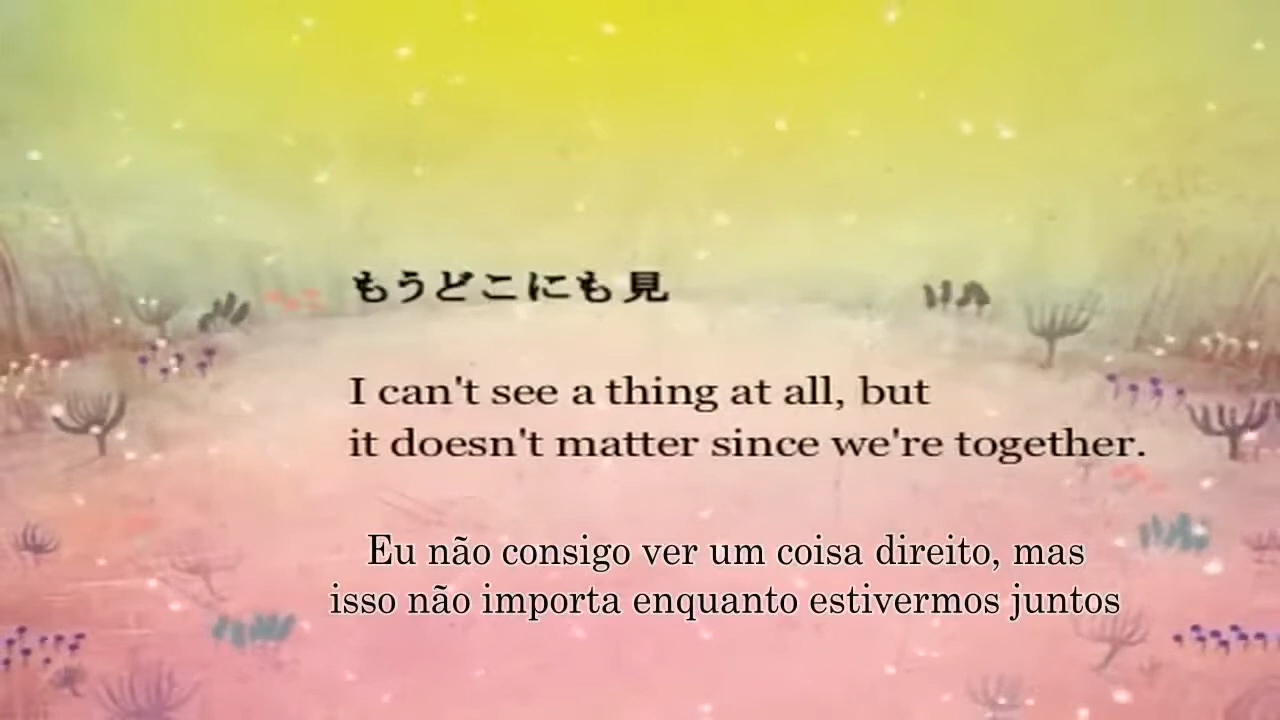 もうどこにも見
I can't see a thing at all, but
it doesn't matter since we're together.
Eu não consigo ver um coisa direito, mas
isso não importa enquanto estivermos juntos